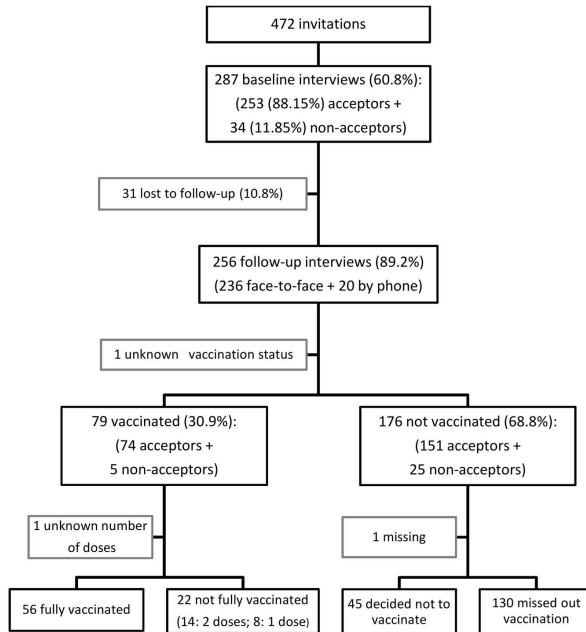 472 invitations
287 baseline interviews (60.8%):
(253 (88.15%) acceptors +
34 (11.85%) non-acceptors)
31 lost to follow-up (10.8%)
256 follow-up interviews (89.2%)
(236 face-to-face + 20 by phone)
1 unknown vaccination status
79 vaccinated (30.9%):
(74 acceptors +
5 non-acceptors)
176 not vaccinated (68.8%):
(151 acceptors +
25 non-acceptors)
1 unknown number
of doses
1 missing
56 fully vaccinated
22 not fully vaccinated
(14: 2 doses; 8: 1 dose)
45 decided not to
vaccinate
130 missed out
vaccination